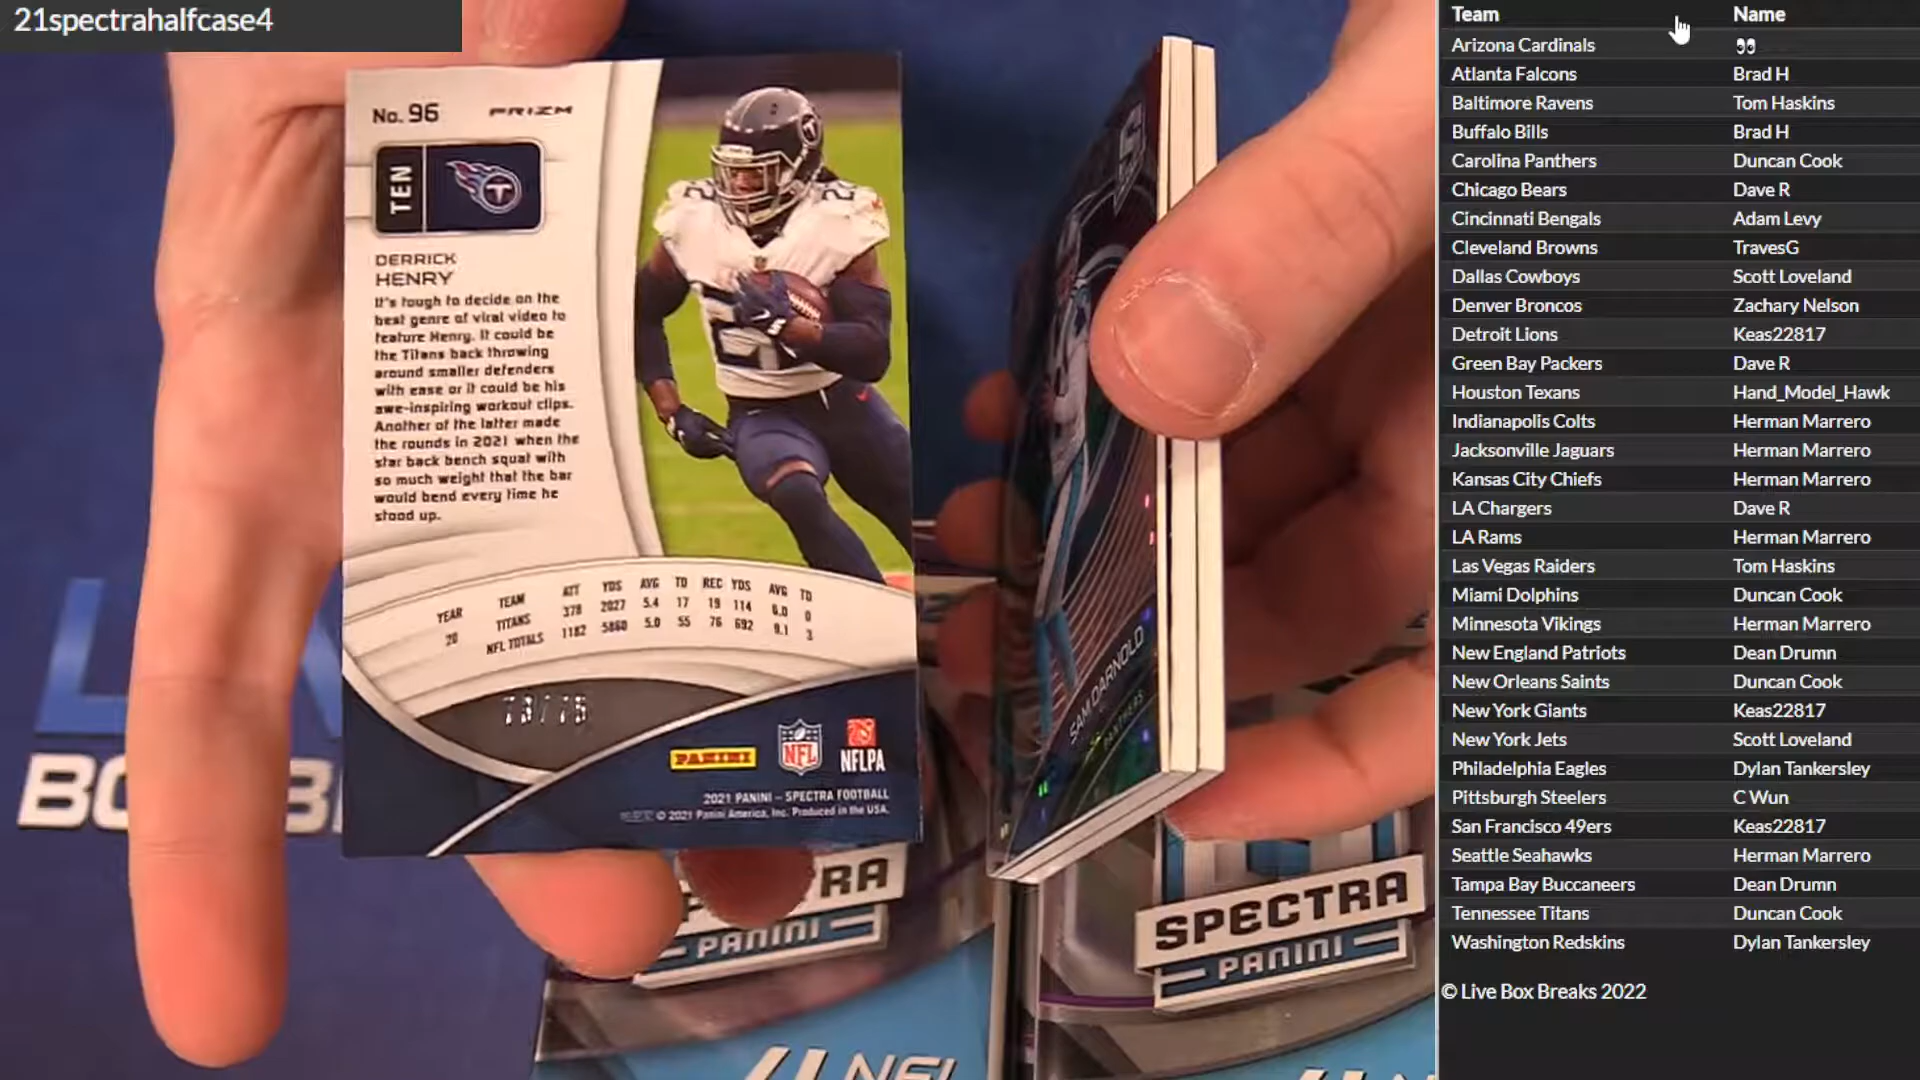 21spectrahalfcase4
No. 96 PRIZM
TEN
DERRICK
HENRY
It's tough to decide on the
best genre of viral video to
feature Henry. It could be
the Titans back throwing
around smaller defenders
with ease or it could be his
awe-inspiring workout clips.
Another of the latter made
the rounds in 2021 when the
star back bench squat with
so much weight that the bar
would bend every time he
stood up.
YEAR TEAM ATT YDS AVG TD REC YDS AVG TD
20 TITANS 378 2027 5.4 17 19 114 6.0 0
NFL TOTALS 1182 5860 5.0 55 76 692 9.1 3
PANINI
NFL
NFLPA
2021 PANINI – SPECTRA FOOTBALL
© 2021 Panini America, Inc. Produced in the USA.
SAM DARNOLD
PANTHERS
RA
PANINI
SPECTRA
PANINI
Team Name
Arizona Cardinals
Atlanta Falcons Brad H
Baltimore Ravens Tom Haskins
Buffalo Bills Brad H
Carolina Panthers Duncan Cook
Chicago Bears Dave R
Cincinnati Bengals Adam Levy
Cleveland Browns TravesG
Dallas Cowboys Scott Loveland
Denver Broncos Zachary Nelson
Detroit Lions Keas22817
Green Bay Packers Dave R
Houston Texans Hand_Model_Hawk
Indianapolis Colts Herman Marrero
Jacksonville Jaguars Herman Marrero
Kansas City Chiefs Herman Marrero
LA Chargers Dave R
LA Rams Herman Marrero
Las Vegas Raiders Tom Haskins
Miami Dolphins Duncan Cook
Minnesota Vikings Herman Marrero
New England Patriots Dean Drumn
New Orleans Saints Duncan Cook
New York Giants Keas22817
New York Jets Scott Loveland
Philadelphia Eagles Dylan Tankersley
Pittsburgh Steelers C Wun
San Francisco 49ers Keas22817
Seattle Seahawks Herman Marrero
Tampa Bay Buccaneers Dean Drumn
Tennessee Titans Duncan Cook
Washington Redskins Dylan Tankersley
© Live Box Breaks 2022